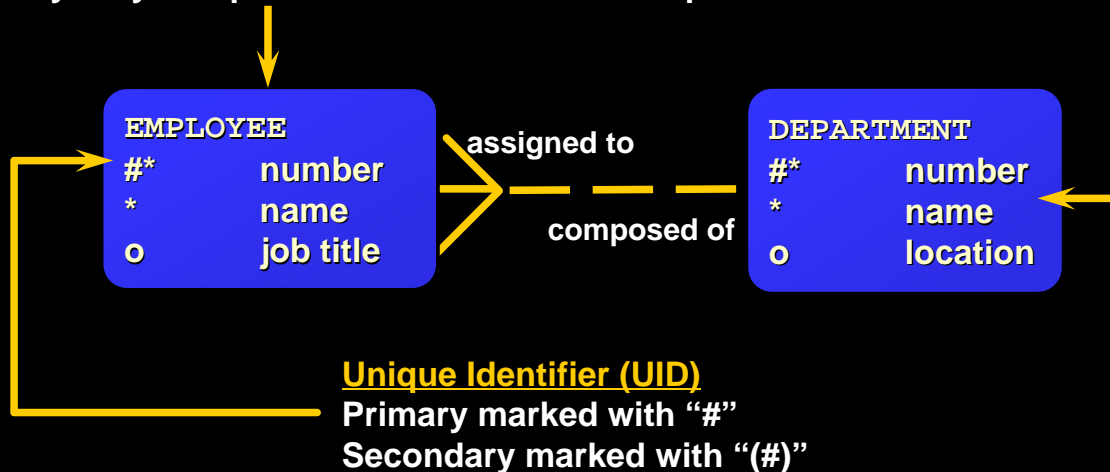 EMPLOYEE
#* number
* name
o job title
assigned to
composed of
DEPARTMENT
#* number
* name
o location
Unique Identifier (UID)
Primary marked with “#”
Secondary marked with “(#)”